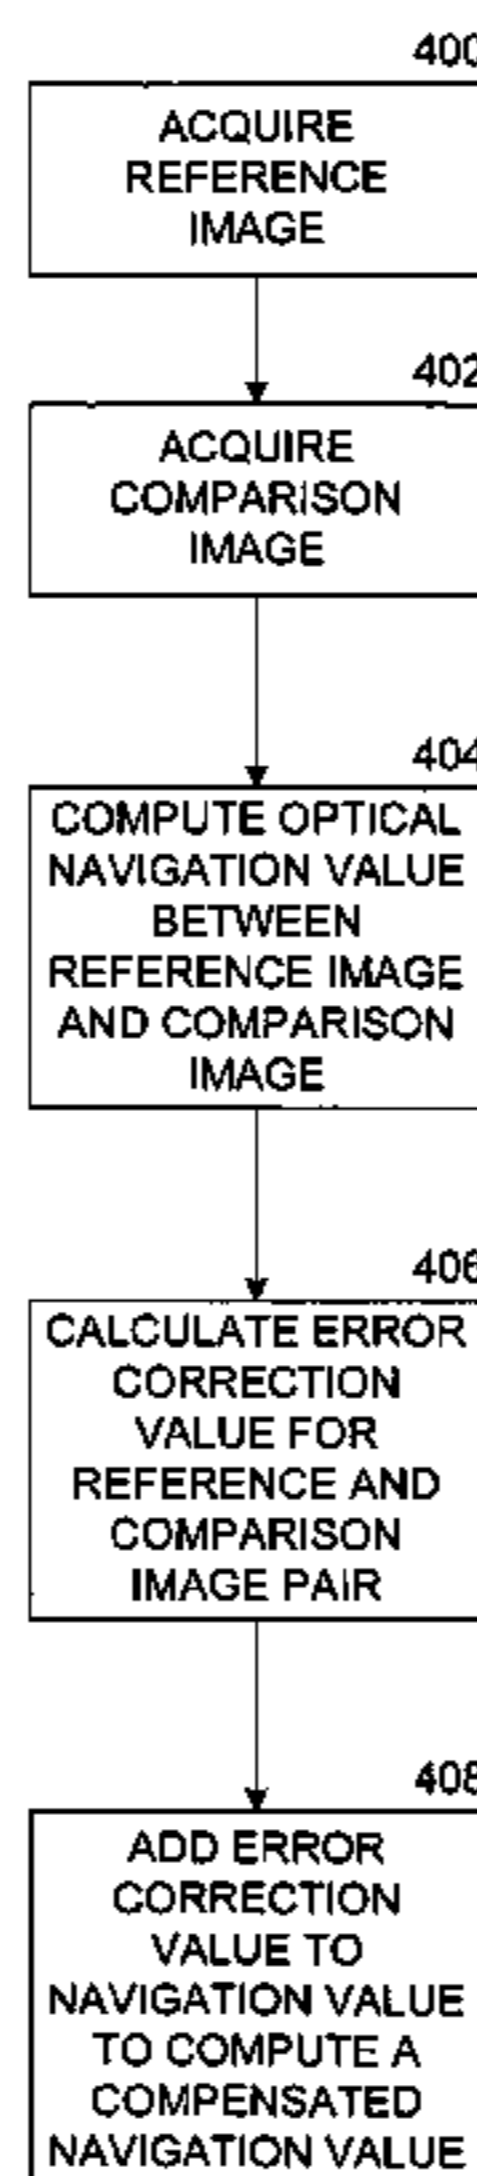 400
ACQUIRE
REFERENCE
IMAGE
402
ACQUIRE
COMPARISON
IMAGE
404
COMPUTE OPTICAL
NAVIGATION VALUE
BETWEEN
REFERENCE IMAGE
AND COMPARISON
IMAGE
406
CALCULATE ERROR
CORRECTION
VALUE FOR
REFERENCE AND
COMPARISON
IMAGE PAIR
408
ADD ERROR
CORRECTION
VALUE TO
NAVIGATION VALUE
TO COMPUTE A
COMPENSATED
NAVIGATION VALUE